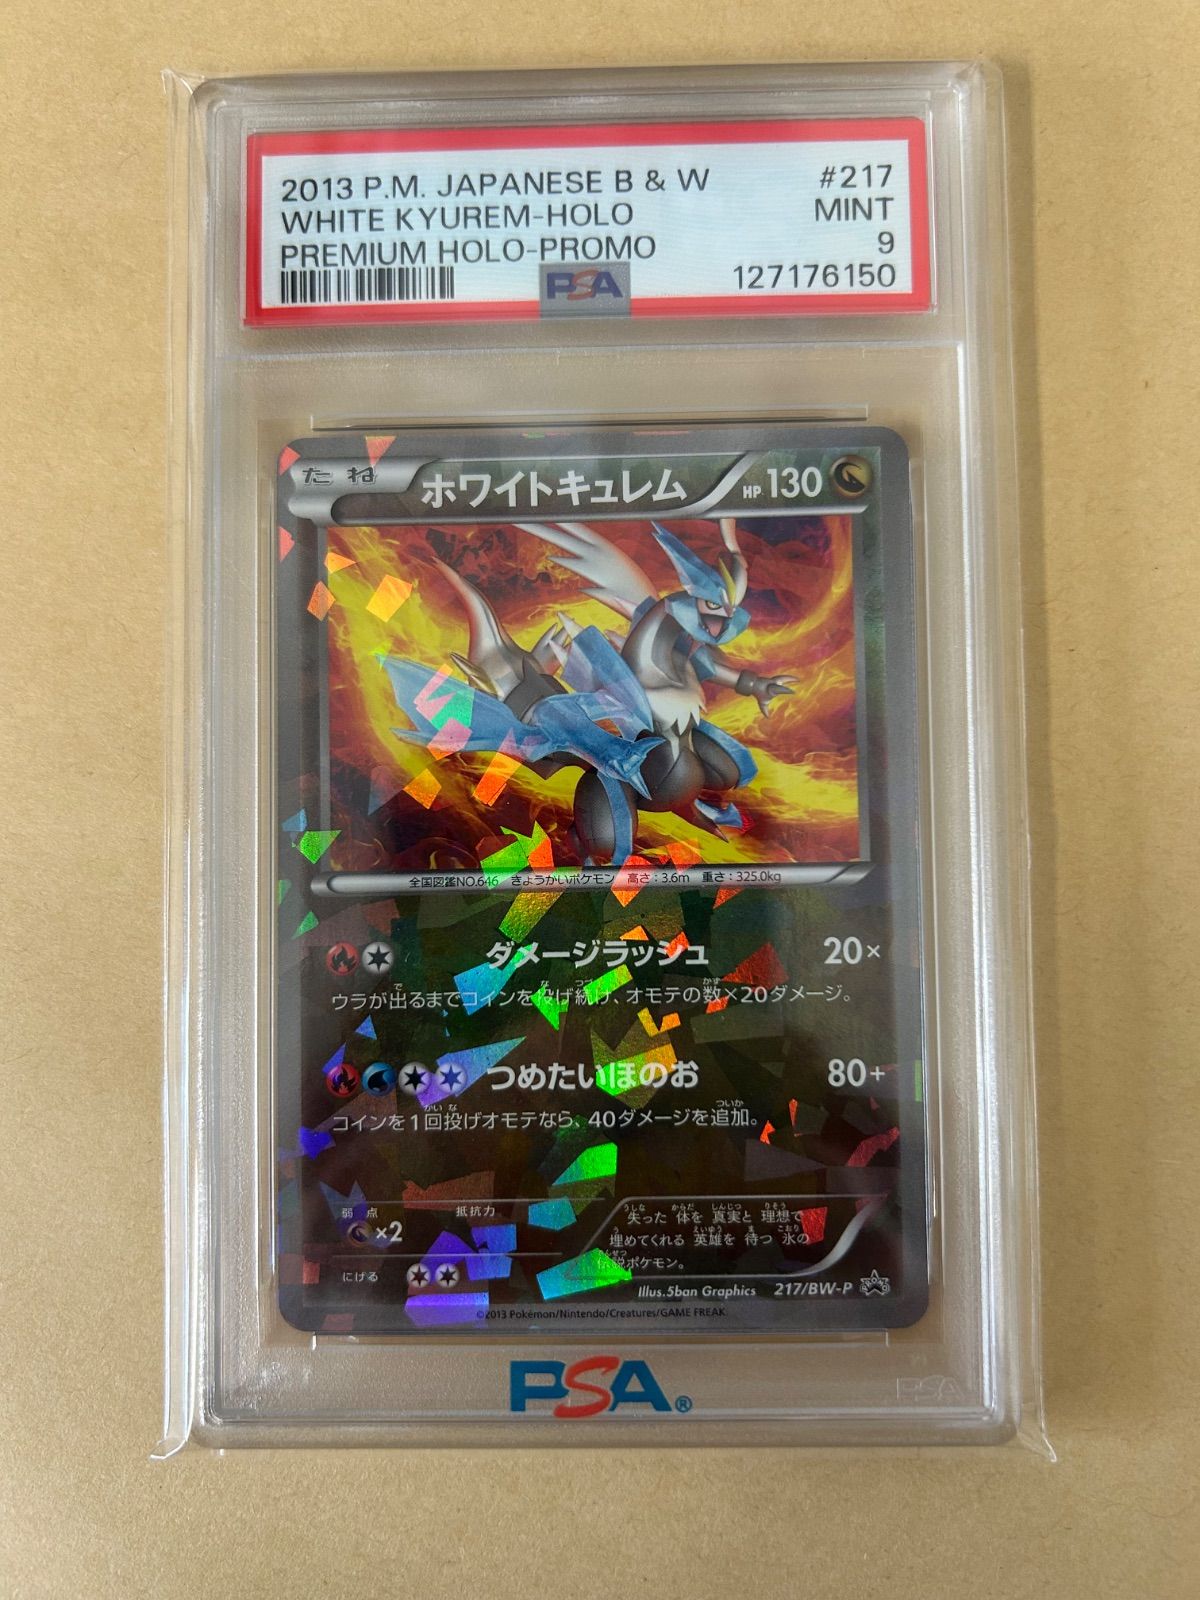 2013 P.M. JAPANESE B & W #217
WHITE KYUREM-HOLO MINT
PREMIUM HOLO-PROMO 9
PSA 127176150
たね ホワイトキュレム HP 130
全国図鑑NO.646 きょうかいポケモン 高さ:3.6m 重さ:325.0kg
ダメージラッシュ 20×
ウラが出るまでコインを投げ続け、オモテの数×20ダメージ。
つめたいほのお 80+
コインを1回投げオモテなら、40ダメージを追加。
弱点 抵抗力
×2
にげる
失った体を 真実と 理想で
埋めてくれる 英雄を 待つ 氷の
伝説ポケモン。
Illus.5ban Graphics 217/BW-P
©2013 Pokémon/Nintendo/Creatures/GAME FREAK
PSA®
PSA